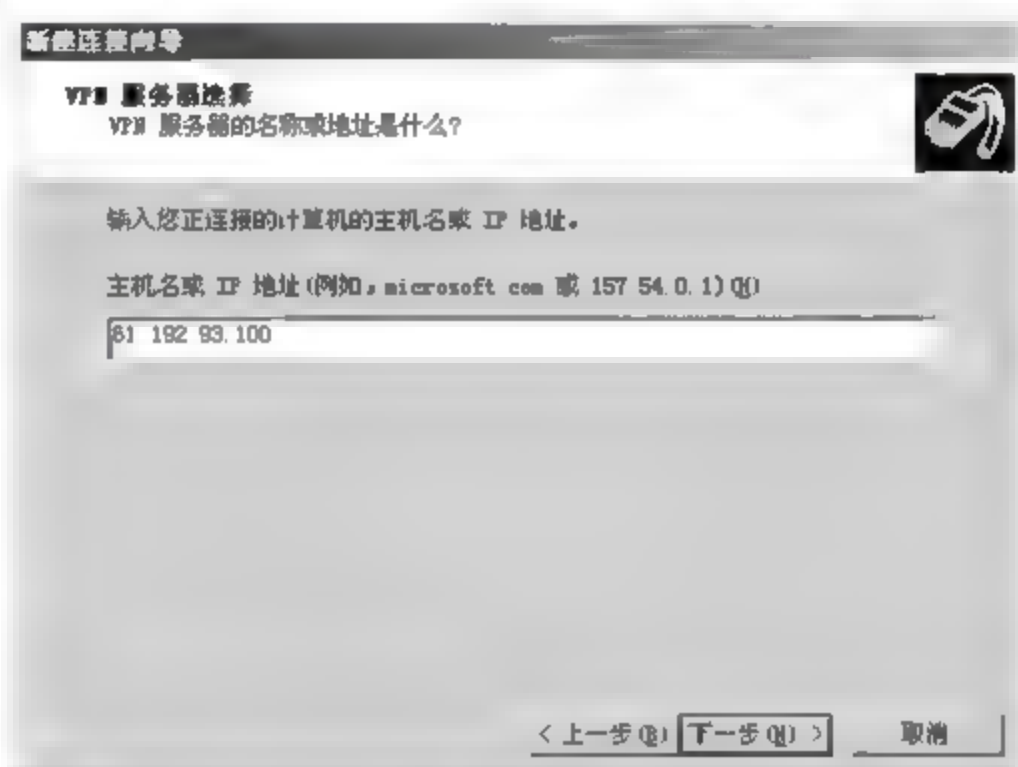 新建连接向导
VPN 服务器选择
VPN 服务器的名称或地址是什么?
输入您正连接的计算机的主机名或 IP 地址。
主机名或 IP 地址(例如，microsoft com 或 157 54.0.1)(H)
61 192 93.100
< 上一步(B) 下一步(N) > 取消